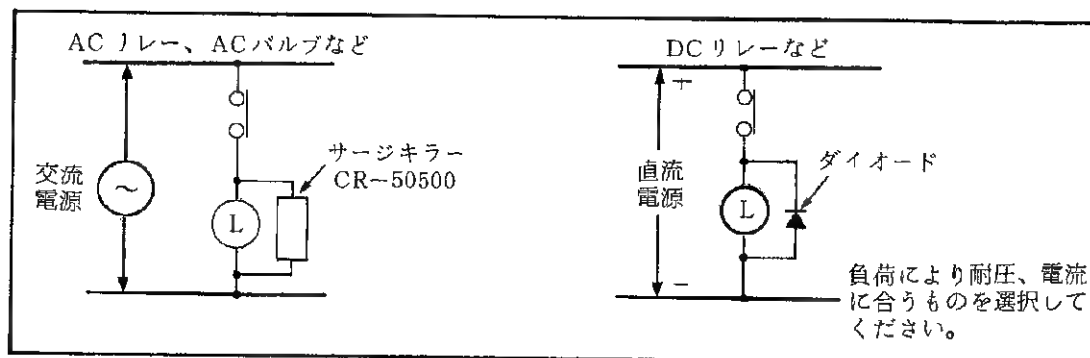 ACリレー、ACバルブなど
交流
電源
~
L
サージキラー
CR~50500
DCリレーなど
+
直流
電源
-
L
ダイオード
負荷により耐圧、電流
に合うものを選択して
ください。